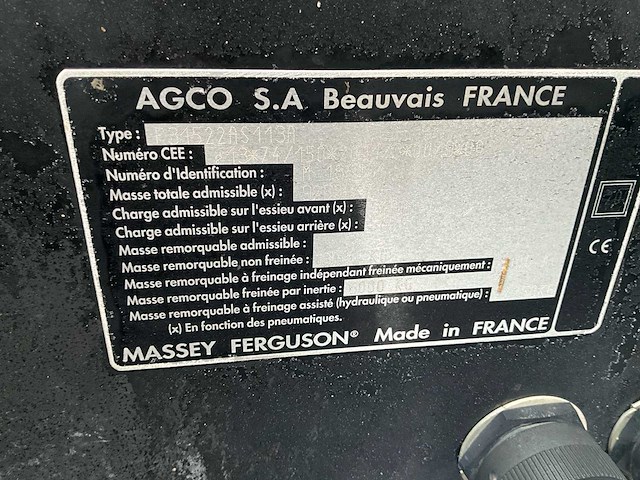 AGCO S.A Beauvais FRANCE
Type :
Numéro CEE :
Numéro d'Identification :
Masse totale admissible (x) :
Charge admissible sur l'essieu avant (x) :
Charge admissible sur l'essieu arrière (x) :
Masse remorquable admissible :
Masse remorquable non freinée :
Masse remorquable à freinage indépendant freinée mécaniquement :
Masse remorquable freinée par inertie : KG
Masse remorquable à freinage assisté (hydraulique ou pneumatique) :
(x) En fonction des pneumatiques.
MASSEY FERGUSON® Made in FRANCE
CE